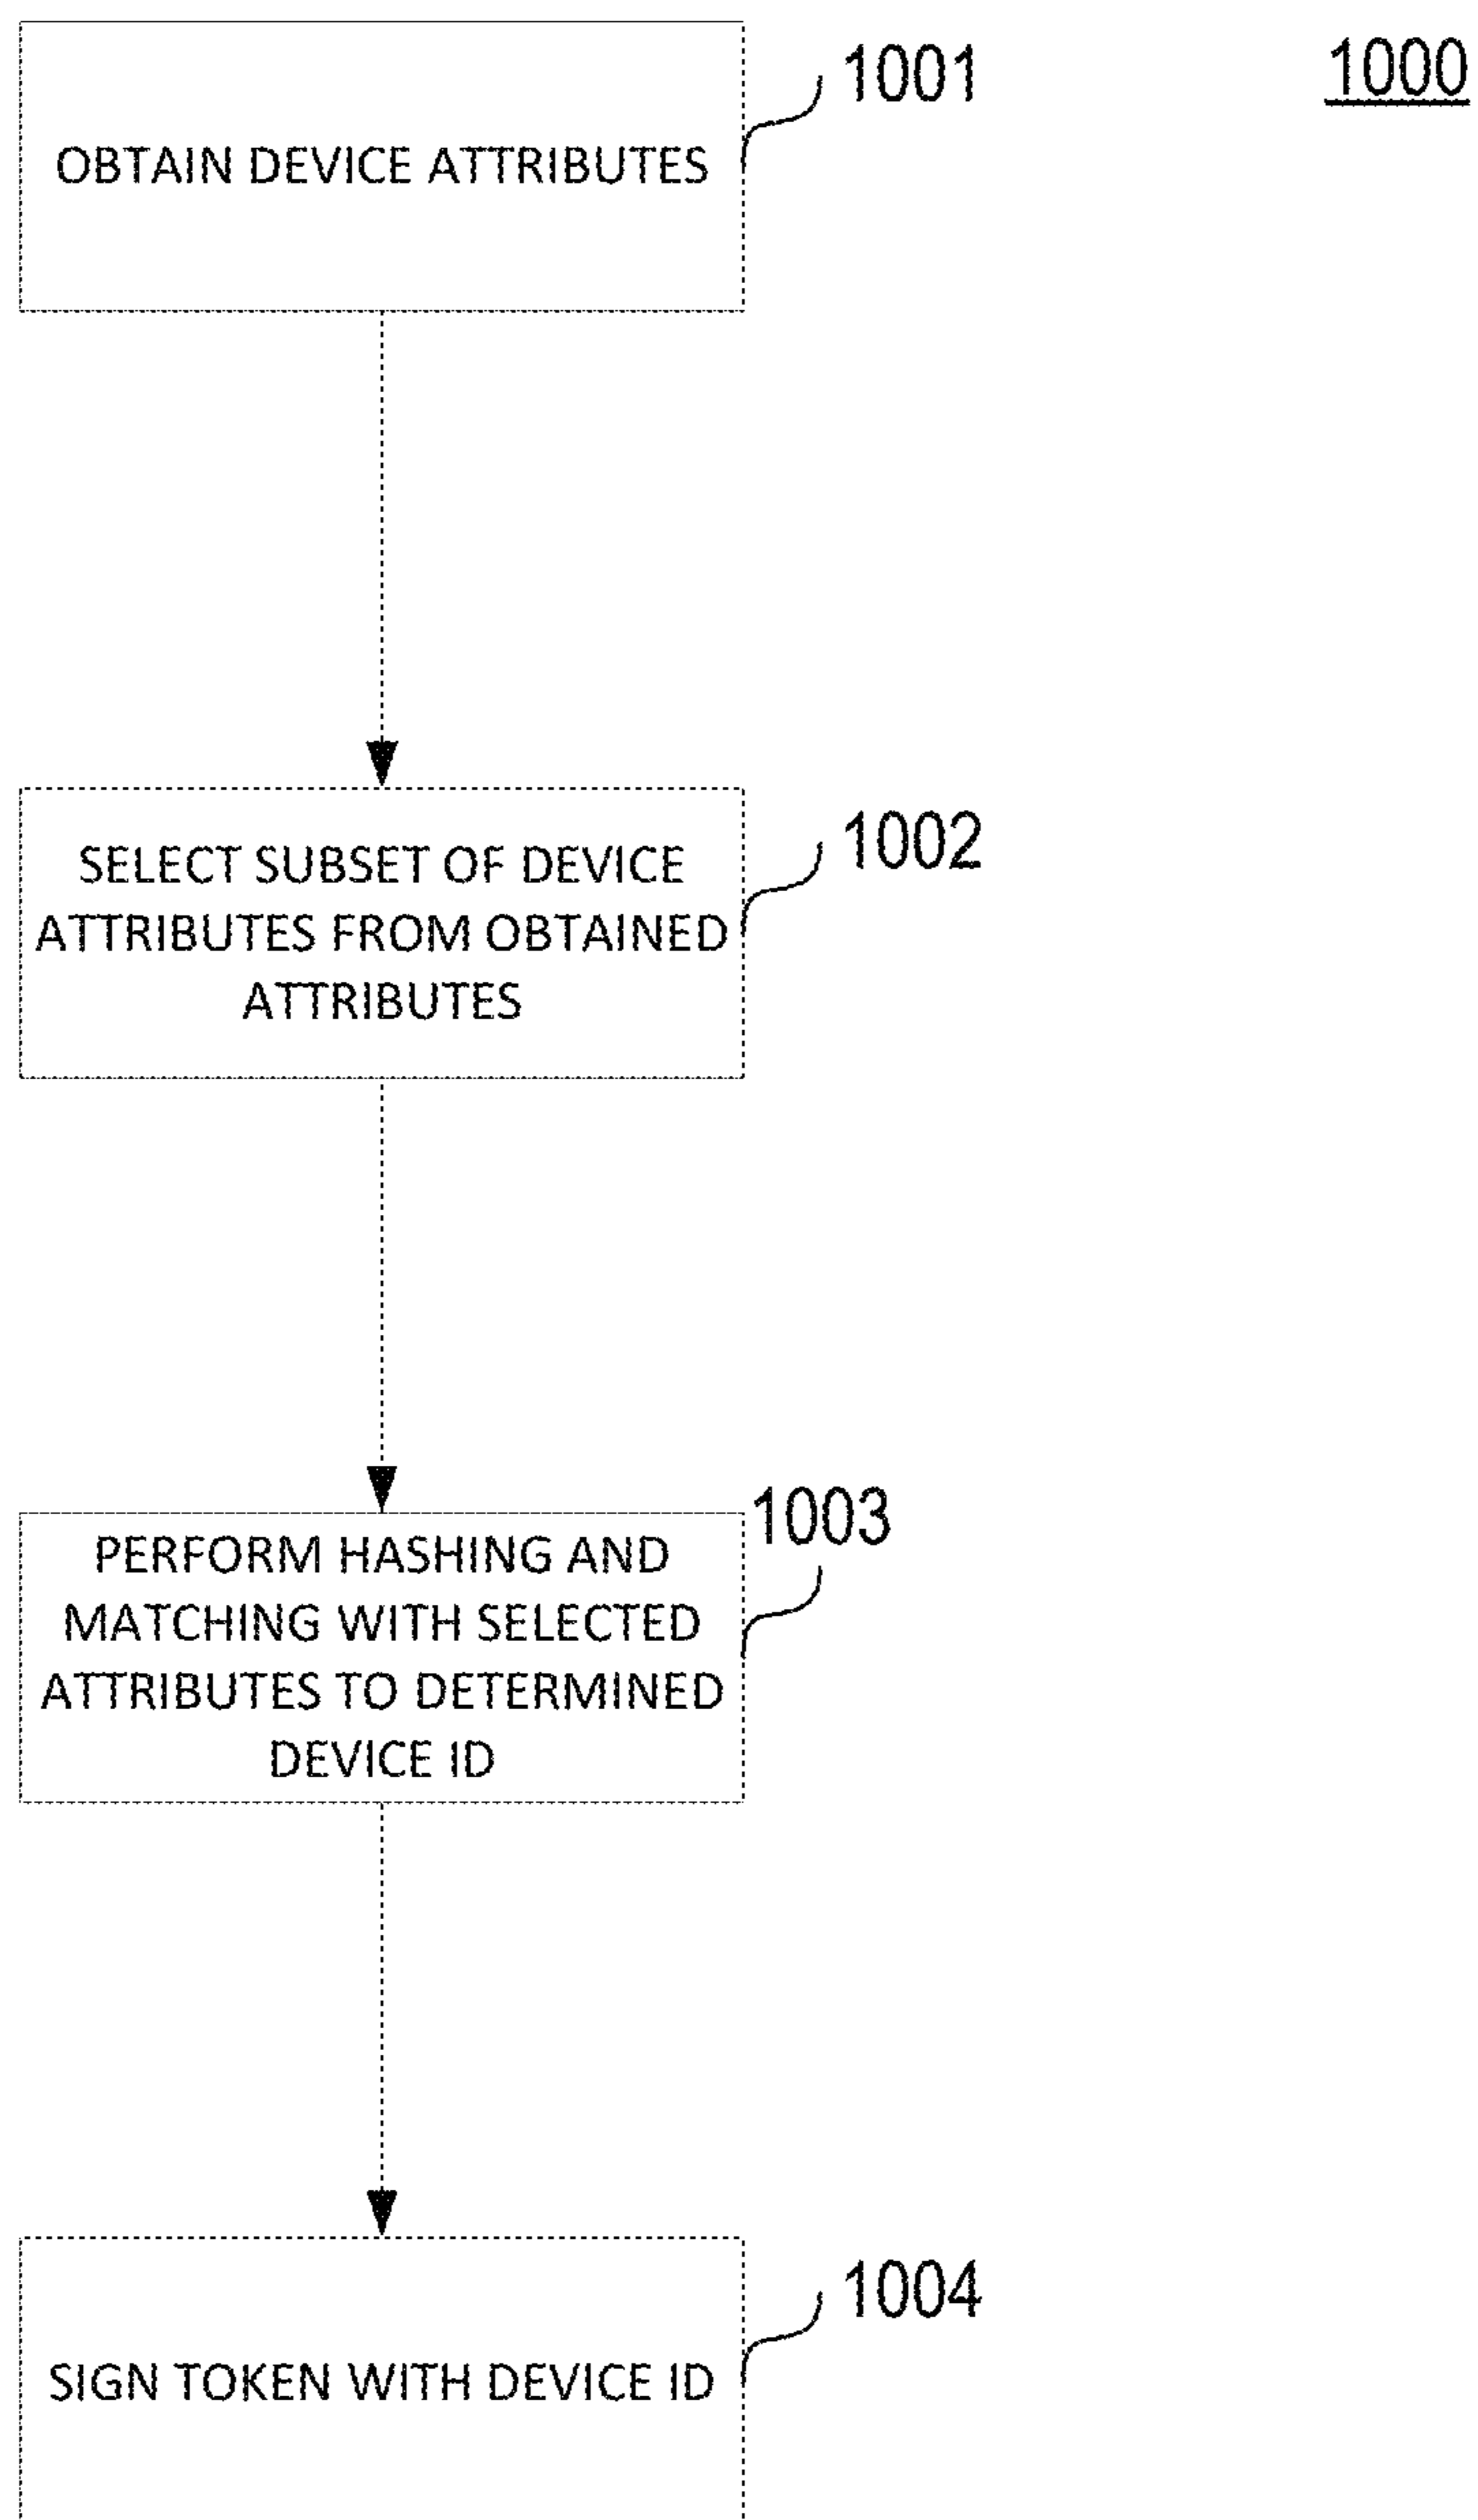 1000
1001
OBTAIN DEVICE ATTRIBUTES
1002
SELECT SUBSET OF DEVICE
ATTRIBUTES FROM OBTAINED
ATTRIBUTES
1003
PERFORM HASHING AND
MATCHING WITH SELECTED
ATTRIBUTES TO DETERMINED
DEVICE ID
1004
SIGN TOKEN WITH DEVICE ID